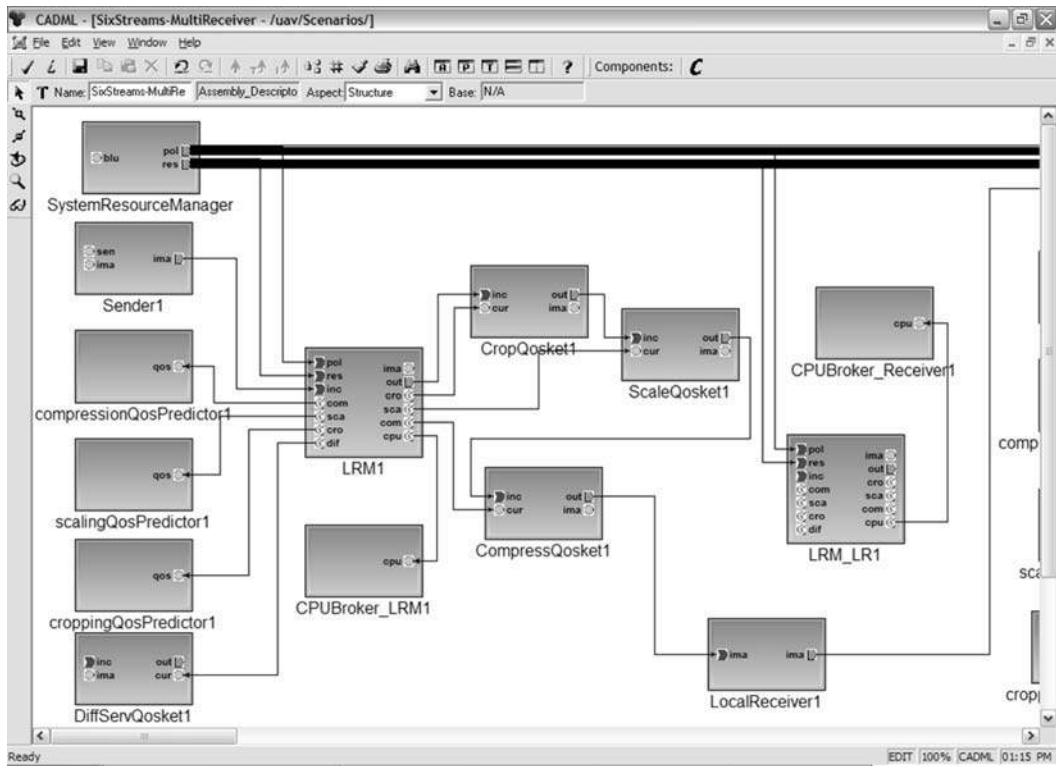 CADML - [SixStreams-MultiReceiver - /uav/Scenarios/]
File Edit View Window Help
Components:
Name: SixStreams-MultiRe Assembly_Descripto Aspect: Structure Base: N/A
blu pol
res
SystemResourceManager
sen
ima ima
Sender1
qos
compressionQosPredictor1
qos
scalingQosPredictor1
qos
croppingQosPredictor1
inc out
ima cur
DiffServQosket1
pol ima
res out
inc cro
com sca
sca com
cro cpu
dif
LRM1
cpu
CPUBroker_LRM1
inc out
cur ima
CropQosket1
inc out
cur ima
ScaleQosket1
inc out
cur ima
CompressQosket1
cpu
CPUBroker_Receiver1
pol ima
res out
inc cro
com sca
sca com
cro cpu
dif
LRM_LR1
ima ima
LocalReceiver1
comp
sca
crop
Ready EDIT 100% CADML 01:15 PM